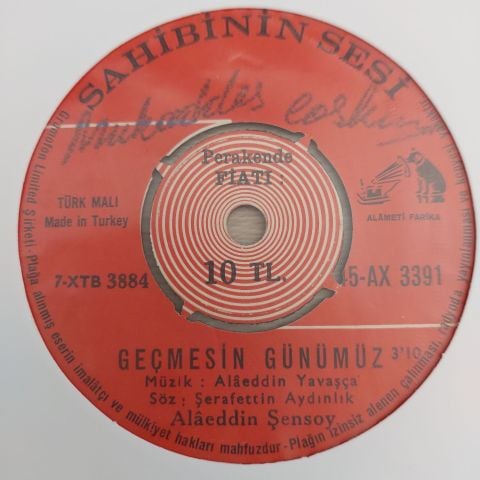 SAHİBİNİN SESİ
Mukaddes coşkun
Perakende
FİATI :
10 TL.
TÜRK MALI
Made in Turkey
ALÂMETİ FARİKA
7-XTB 3884
45-AX 3391
GEÇMESİN GÜNÜMÜZ 3'10
Müzik : Alâeddin Yavaşça
Söz : Şerafettin Aydınlık
Alâeddin Şensoy
Gramofon Limited Şirketi. Plağa alınmış eserin imalâtçı ve mülkiyet hakları mahfuzdur-Plağın izinsiz alenen çalınması, radyoda yayınlanması